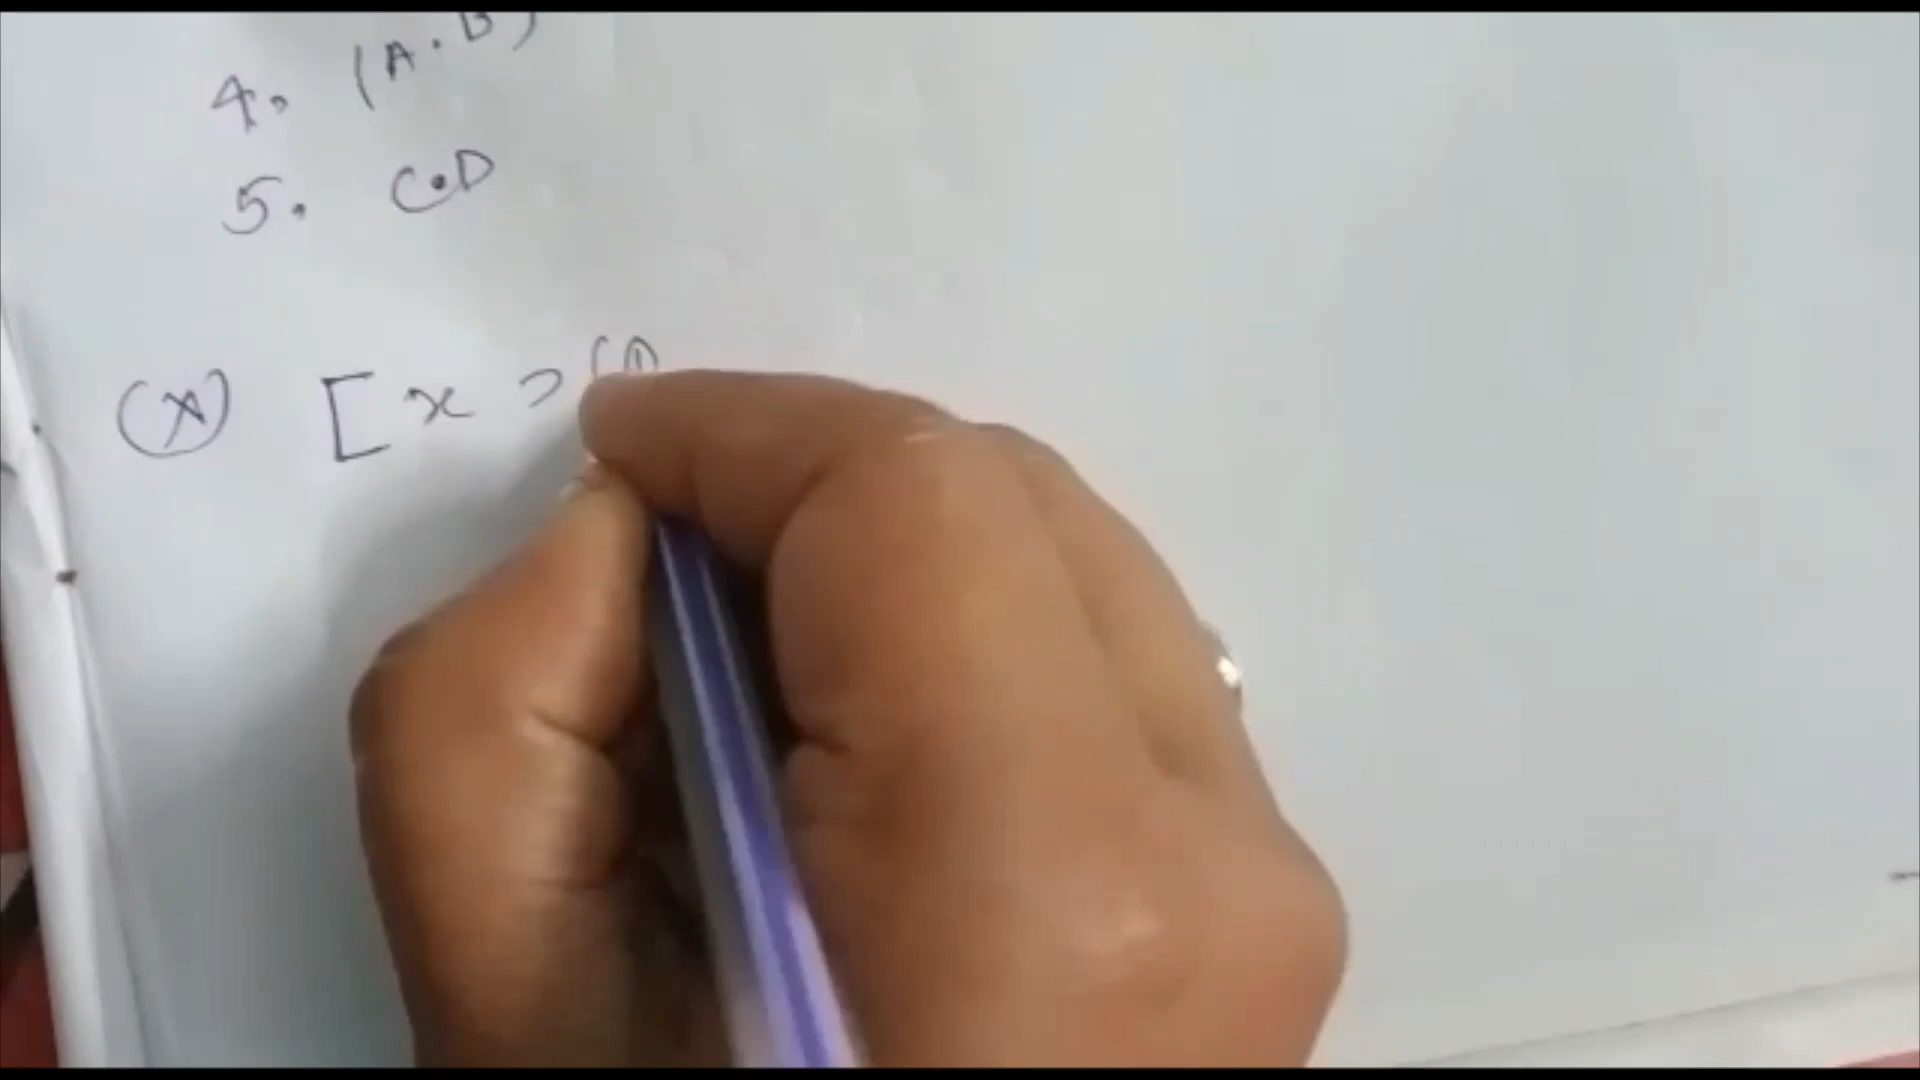 4. (A . B)
5. C.D
(x) [ x > (